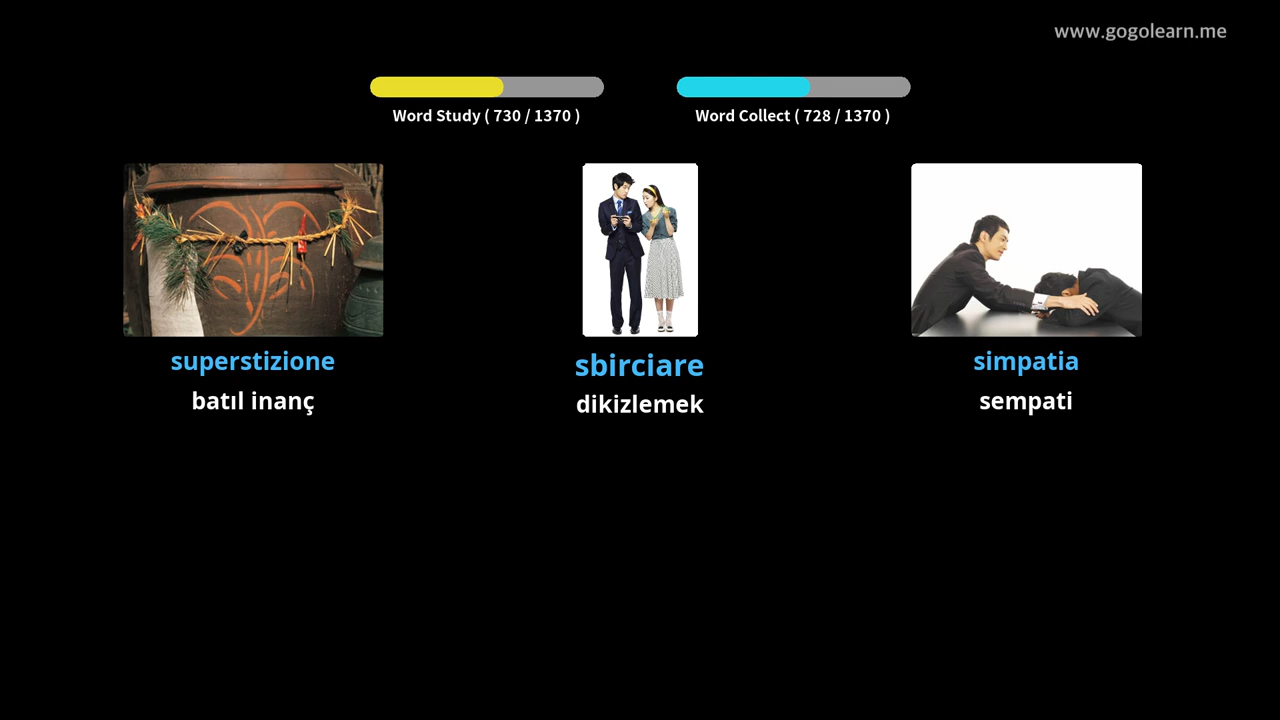 www.gogolearn.me
Word Study ( 730 / 1370 )
Word Collect ( 728 / 1370 )
superstizione
batıl inanç
sbirciare
dikizlemek
simpatia
sempati